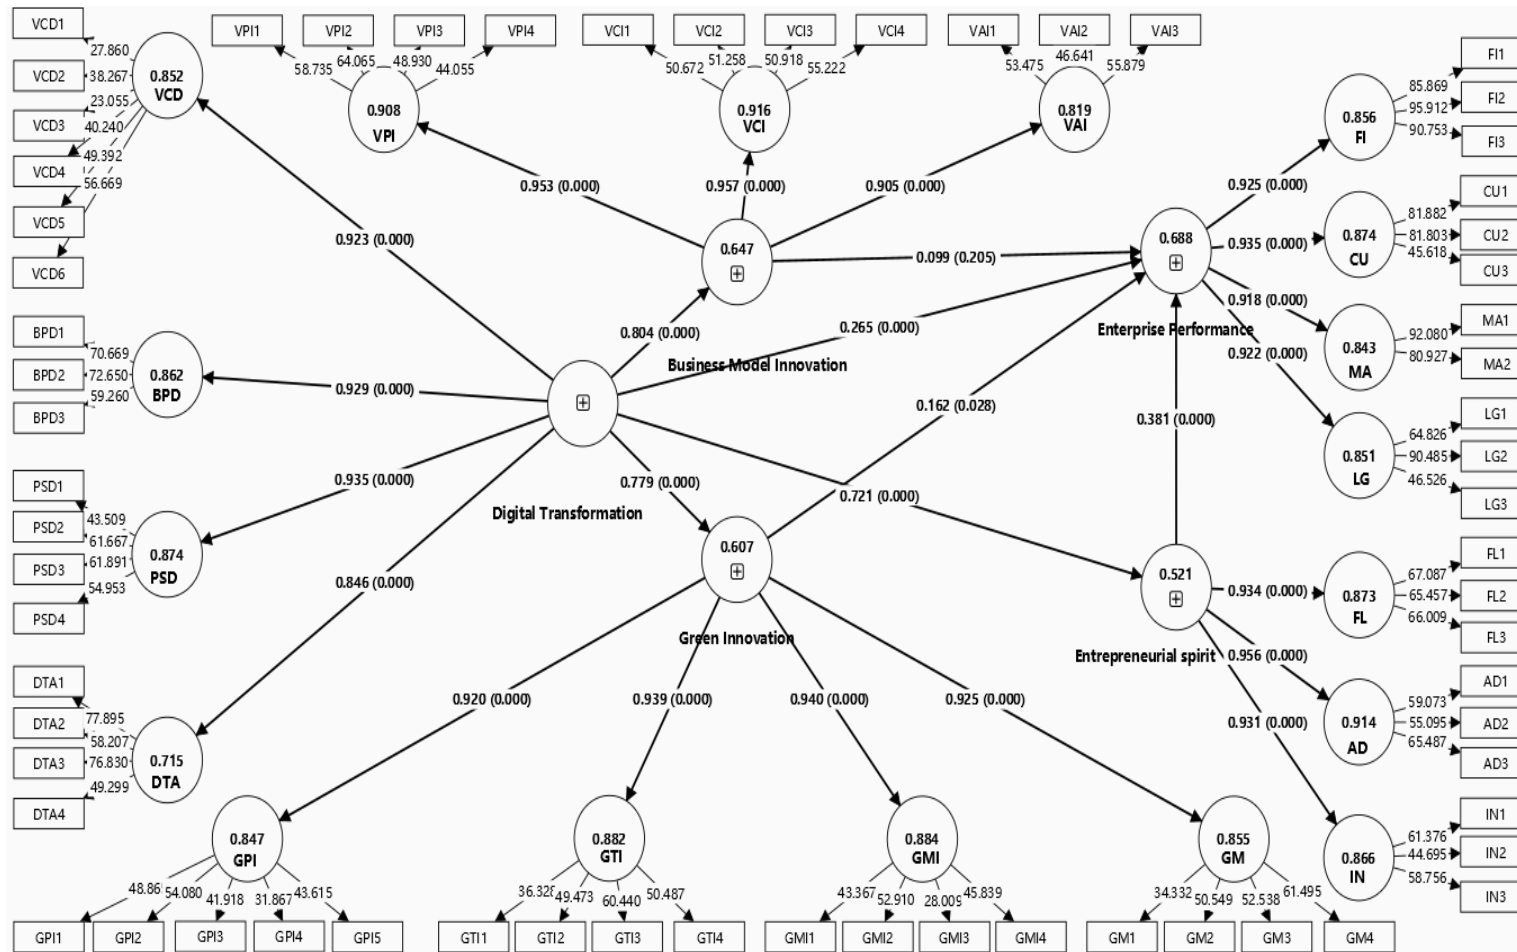 VCD1
VCD2
VCD3
VCD4
VCD5
VCD6
27.860
38.267
23.055
40.240
49.392
56.669
0.852
VCD
VPI1
VPI2
VPI3
VPI4
58.735
64.065
48.930
44.055
0.908
VPI
VCI1
VCI2
VCI3
VCI4
50.672
51.258
50.918
55.222
0.916
VCI
VAI1
VAI2
VAI3
53.475
46.641
55.879
0.819
VAI
FI1
FI2
FI3
85.869
95.912
90.753
0.856
FI
CU1
CU2
CU3
81.882
81.803
45.618
0.874
CU
MA1
MA2
92.080
80.927
0.843
MA
LG1
LG2
LG3
64.826
90.485
46.526
0.851
LG
0.953 (0.000)
0.957 (0.000)
0.905 (0.000)
0.923 (0.000)
0.647
0.099 (0.205)
0.688
0.925 (0.000)
0.935 (0.000)
0.918 (0.000)
0.922 (0.000)
0.804 (0.000)
0.265 (0.000)
Enterprise Performance
Business Model Innovation
BPD1
BPD2
BPD3
70.669
72.650
59.260
0.862
BPD
0.929 (0.000)
0.162 (0.028)
0.381 (0.000)
PSD1
PSD2
PSD3
PSD4
43.509
61.667
61.891
54.953
0.874
PSD
0.935 (0.000)
0.779 (0.000)
0.721 (0.000)
Digital Transformation
0.846 (0.000)
0.607
0.521
Green Innovation
Entrepreneurial spirit
0.934 (0.000)
0.956 (0.000)
0.931 (0.000)
FL1
FL2
FL3
67.087
65.457
66.009
0.873
FL
AD1
AD2
AD3
59.073
55.095
65.487
0.914
AD
IN1
IN2
IN3
61.376
44.695
58.756
0.866
IN
DTA1
DTA2
DTA3
DTA4
77.895
58.207
76.830
49.299
0.715
DTA
0.920 (0.000)
0.939 (0.000)
0.940 (0.000)
0.925 (0.000)
0.847
GPI
48.86
54.080
41.918
31.867
43.615
GPI1
GPI2
GPI3
GPI4
GPI5
0.882
GTI
36.328
49.473
60.440
50.487
GTI1
GTI2
GTI3
GTI4
0.884
GMI
43.367
52.910
28.009
45.839
GMI1
GMI2
GMI3
GMI4
0.855
GM
34.332
50.549
52.538
61.495
GM1
GM2
GM3
GM4